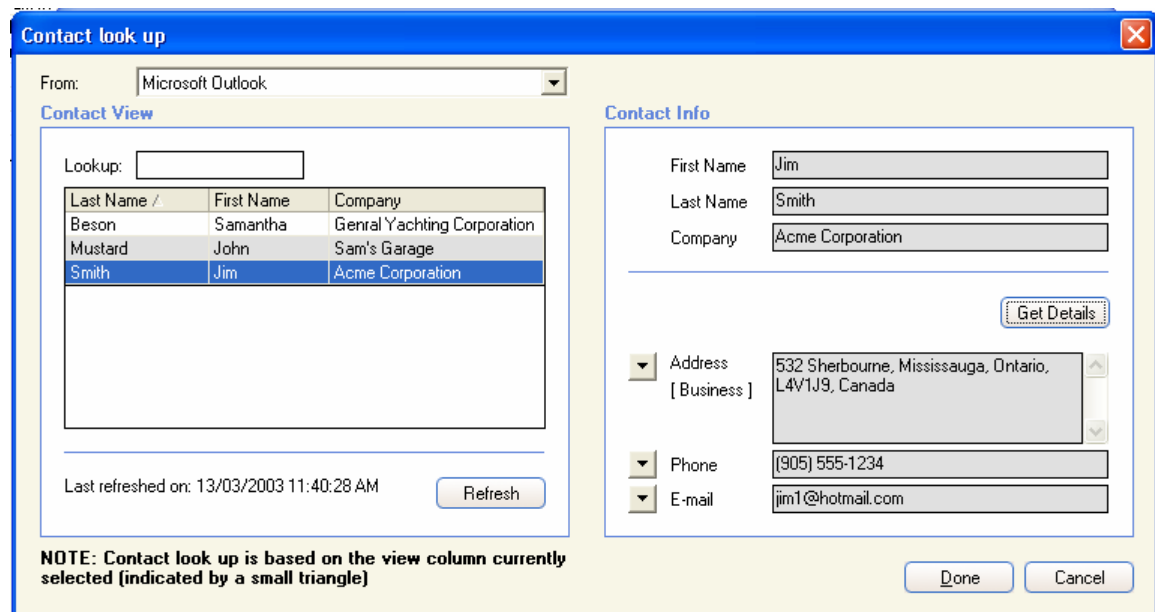 Contact look up
From: Microsoft Outlook
Contact View
Lookup:
Last Name First Name Company
Beson Samantha Genral Yachting Corporation
Mustard John Sam's Garage
Smith Jim Acme Corporation
Last refreshed on: 13/03/2003 11:40:28 AM Refresh
NOTE: Contact look up is based on the view column currently
selected (indicated by a small triangle)
Contact Info
First Name Jim
Last Name Smith
Company Acme Corporation
Get Details
Address 532 Sherbourne, Mississauga, Ontario,
[ Business ] L4V1J9, Canada
Phone (905) 555-1234
E-mail jim1@hotmail.com
Done Cancel